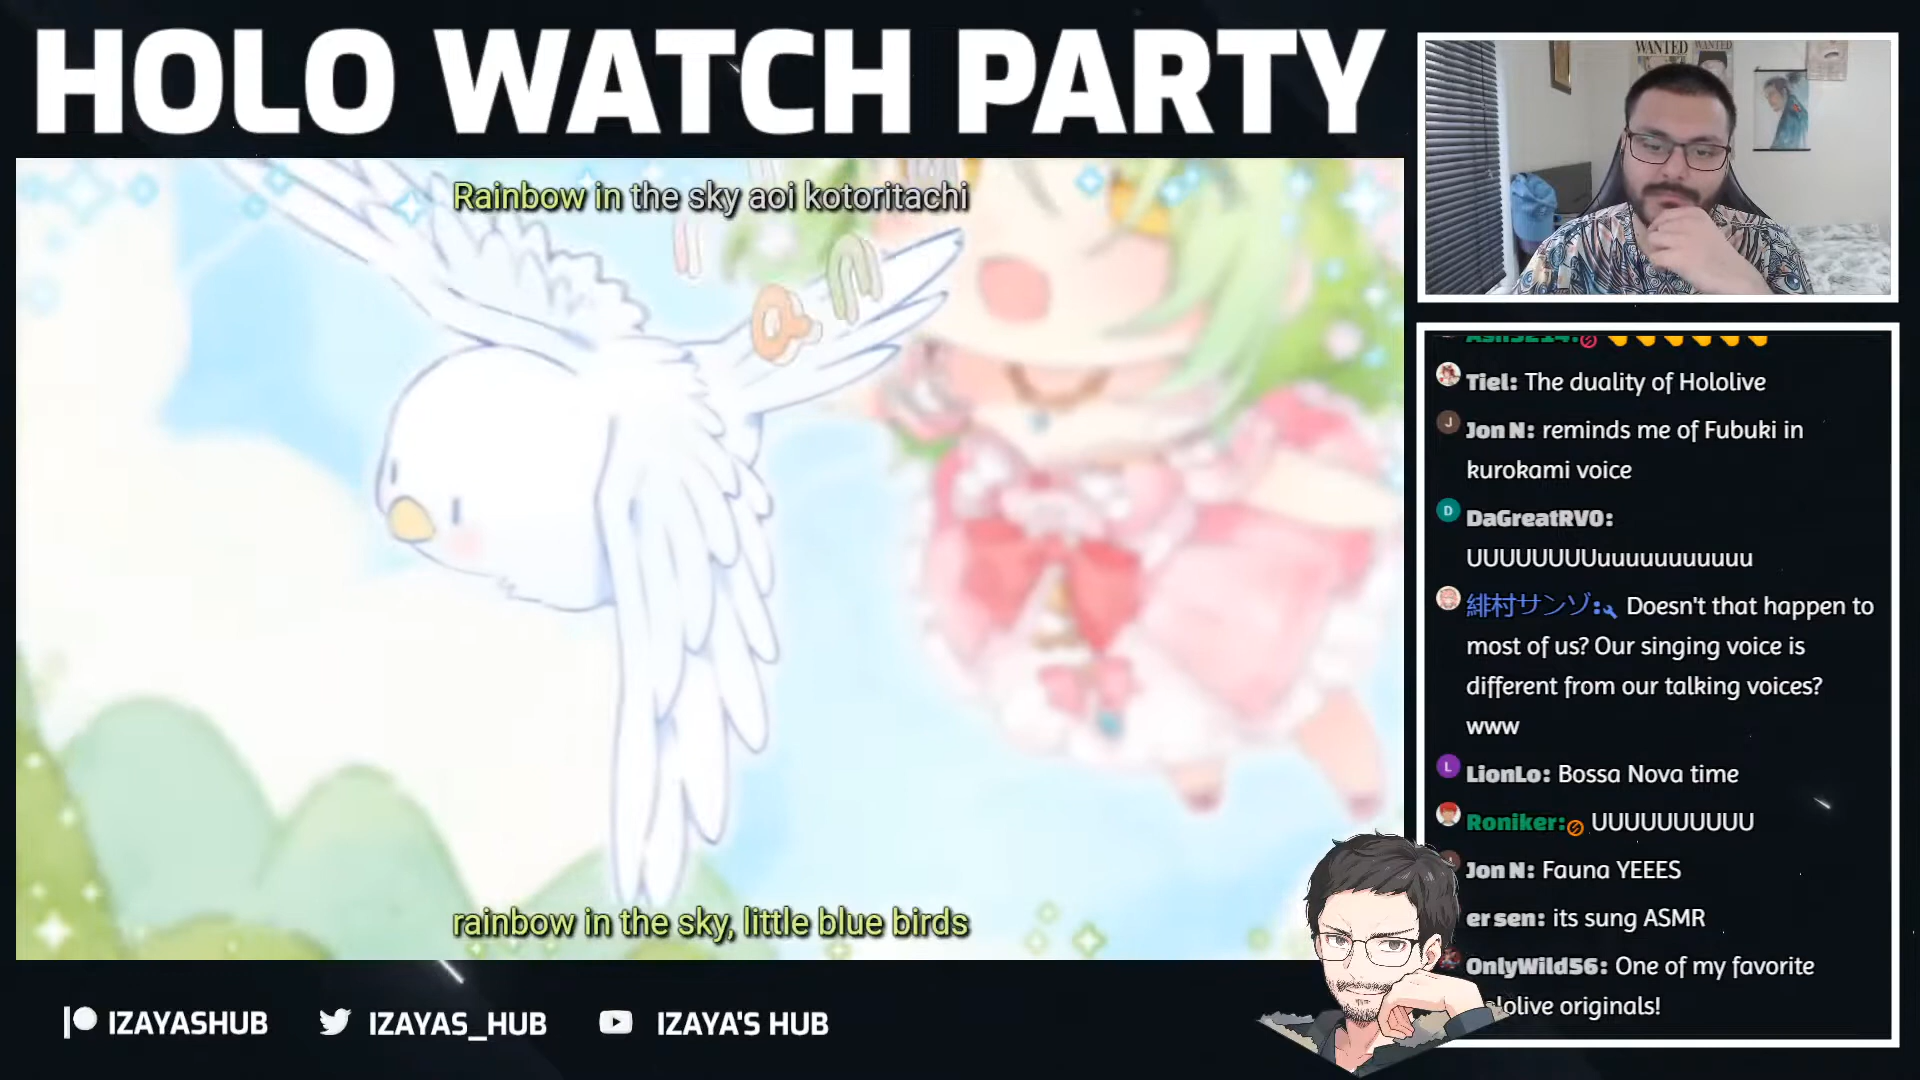 HOLO WATCH PARTY
WANTED WANTED
Rainbow in the sky aoi kotoritachi
rainbow in the sky, little blue birds
Tiel: The duality of Hololive
J Jon N: reminds me of Fubuki in
kurokami voice
D DaGreatRVO:
UUUUUUUUuuuuuuuuuuu
緋村サンゾ: Doesn't that happen to
most of us? Our singing voice is
different from our talking voices?
www
L LionLo: Bossa Nova time
Roniker: UUUUUUUUUU
Jon N: Fauna YEEES
er sen: its sung ASMR
OnlyWild56: One of my favorite
olive originals!
IZAYASHUB IZAYAS_HUB IZAYA'S HUB